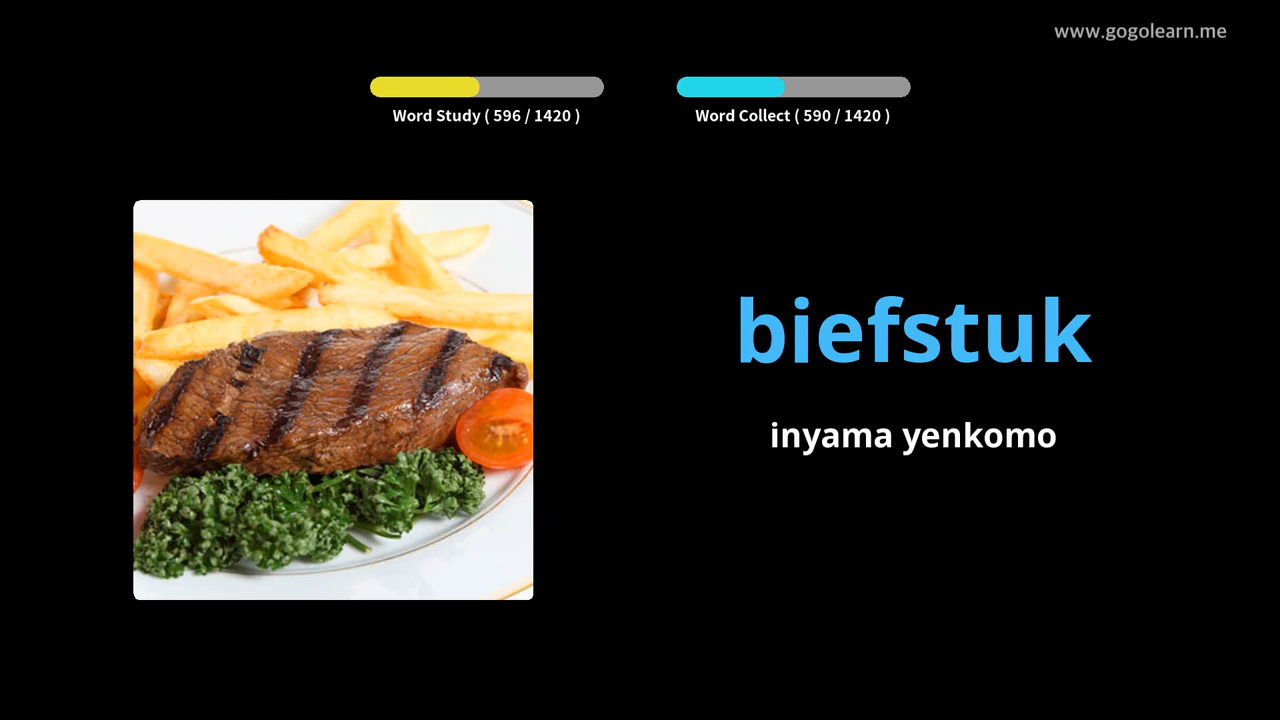 www.gogolearn.me
Word Study ( 596 / 1420 )
Word Collect ( 590 / 1420 )
biefstuk
inyama yenkomo